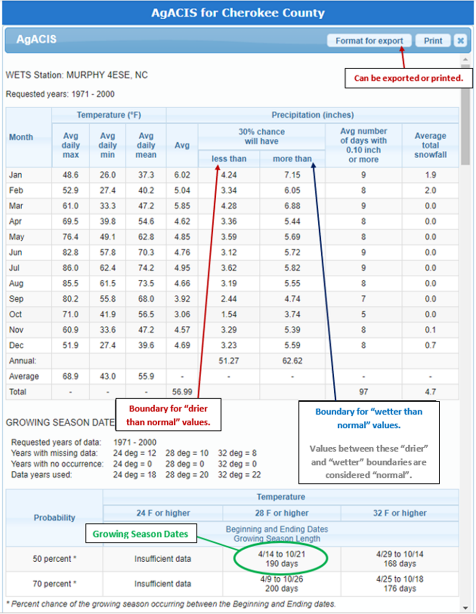 AgACIS for Cherokee County
AgACIS
Format for export Print
Can be exported or printed.
WETS Station: MURPHY 4ESE, NC
Requested years: 1971 - 2000
Temperature (°F) Precipitation (inches)
Month Avg daily max Avg daily min Avg daily mean Avg 30% chance will have Avg number of days with 0.10 inch or more Average total snowfall
less than more than
Jan 48.6 26.0 37.3 6.02 4.24 7.15 9 1.9
Feb 52.9 27.4 40.2 5.04 3.34 6.05 8 2.0
Mar 61.0 33.3 47.2 5.85 4.28 6.88 9 0.0
Apr 69.5 39.8 54.6 4.62 3.36 5.44 8 0.0
May 76.4 49.1 62.8 4.85 3.59 5.69 8 0.0
Jun 82.8 57.8 70.3 4.76 3.12 5.72 9 0.0
Jul 86.0 62.4 74.2 4.95 3.62 5.82 9 0.0
Aug 85.5 61.5 73.5 4.66 3.19 5.55 8 0.0
Sep 80.2 55.8 68.0 3.92 2.44 4.74 7 0.0
Oct 71.0 41.9 56.5 3.06 1.54 3.74 5 0.0
Nov 60.9 33.6 47.2 4.57 3.29 5.39 8 0.1
Dec 51.9 27.4 39.6 4.69 3.23 5.59 8 0.7
Annual: 51.27 62.62
Average 68.9 43.0 55.9 - - - - -
Total - - - 56.99 97 4.7
Boundary for “drier than normal” values.
Boundary for “wetter than normal” values.
Values between these “drier” and “wetter” boundaries are considered “normal”.
GROWING SEASON DATE
Requested years of data: 1971 - 2000
Years with missing data: 24 deg = 12 28 deg = 10 32 deg = 8
Years with no occurrence: 24 deg = 0 28 deg = 0 32 deg = 0
Data years used: 24 deg = 18 28 deg = 20 32 deg = 22
Temperature
Probability 24 F or higher 28 F or higher 32 F or higher
Growing Season Dates
Beginning and Ending Dates
Growing Season Length
50 percent * Insufficient data 4/14 to 10/21 190 days 4/29 to 10/14 168 days
70 percent * Insufficient data 4/9 to 10/26 200 days 4/25 to 10/18 176 days
* Percent chance of the growing season occurring between the Beginning and Ending dates.